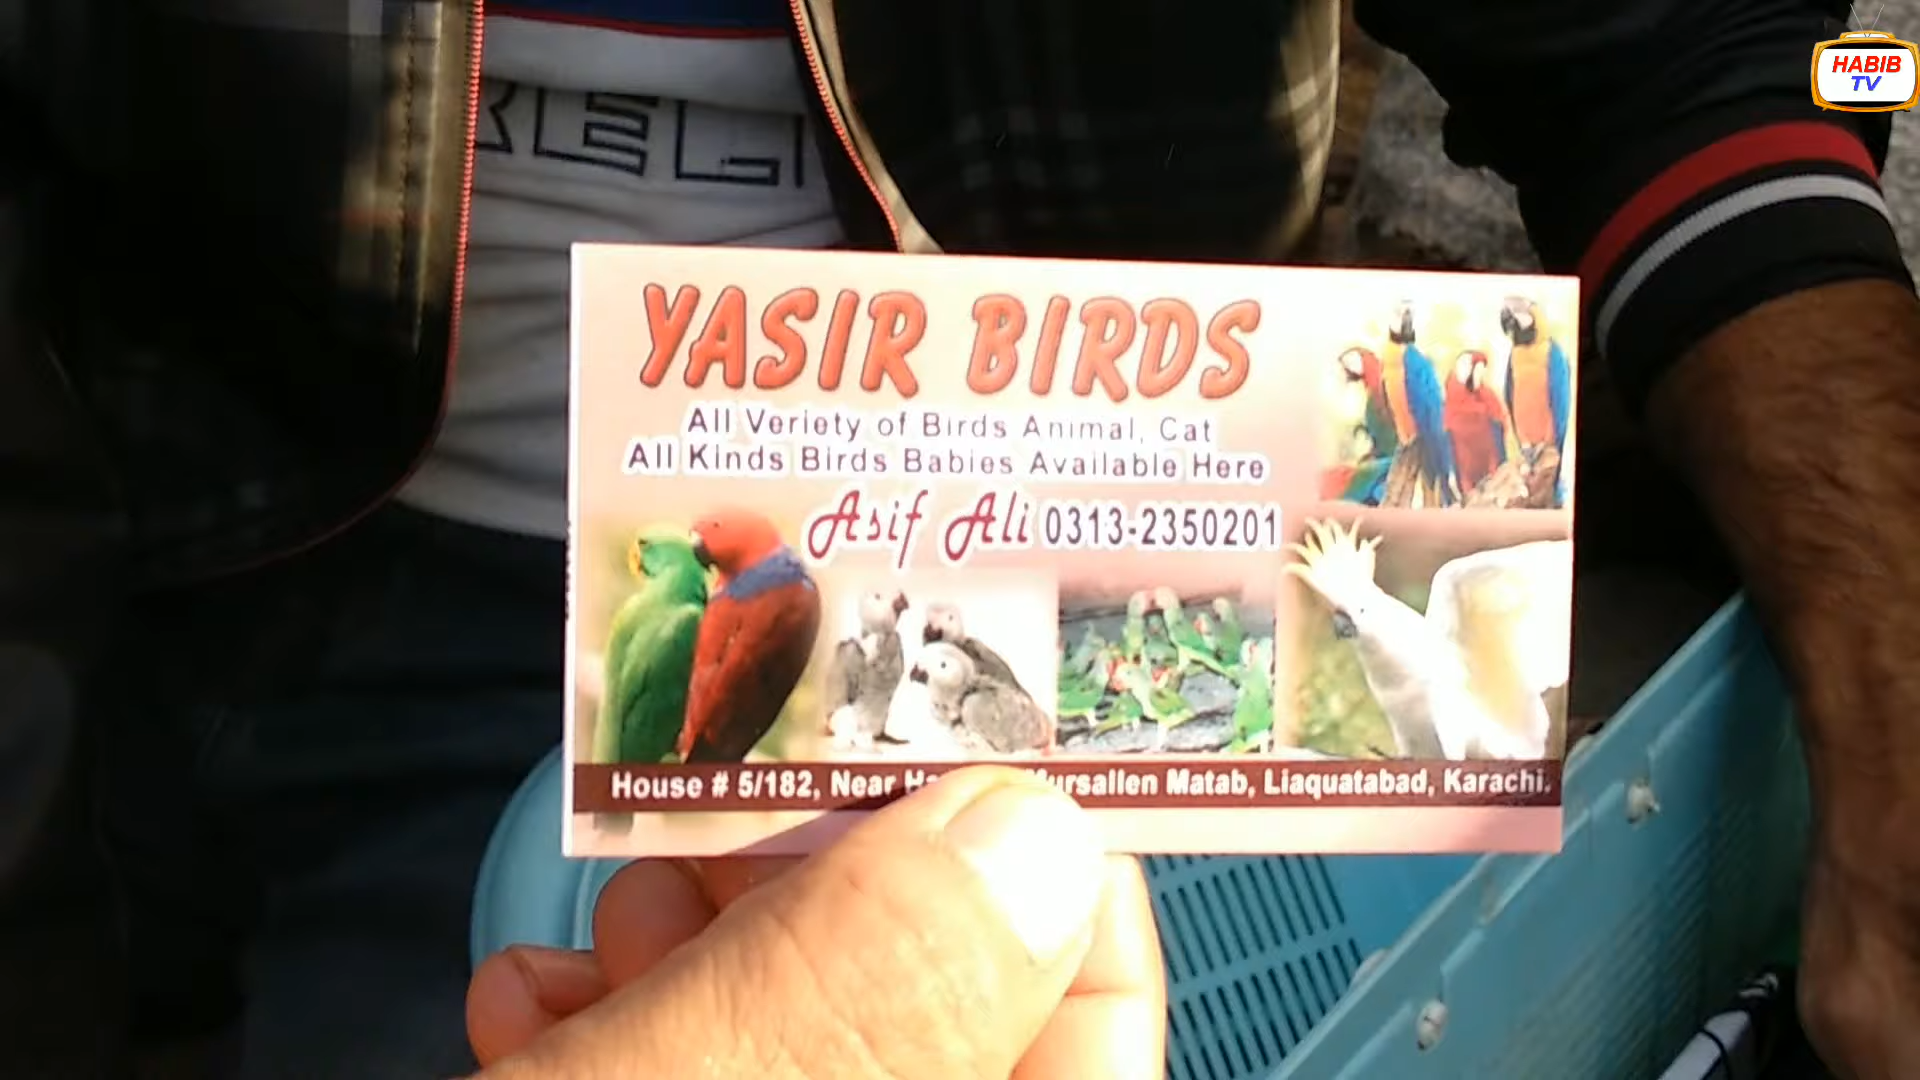 HABIB
TV
RELI
YASIR BIRDS
All Veriety of Birds Animal, Cat
All Kinds Birds Babies Available Here
Asif Ali 0313-2350201
House # 5/182, Near Mursallen Matab, Liaquatabad, Karachi.